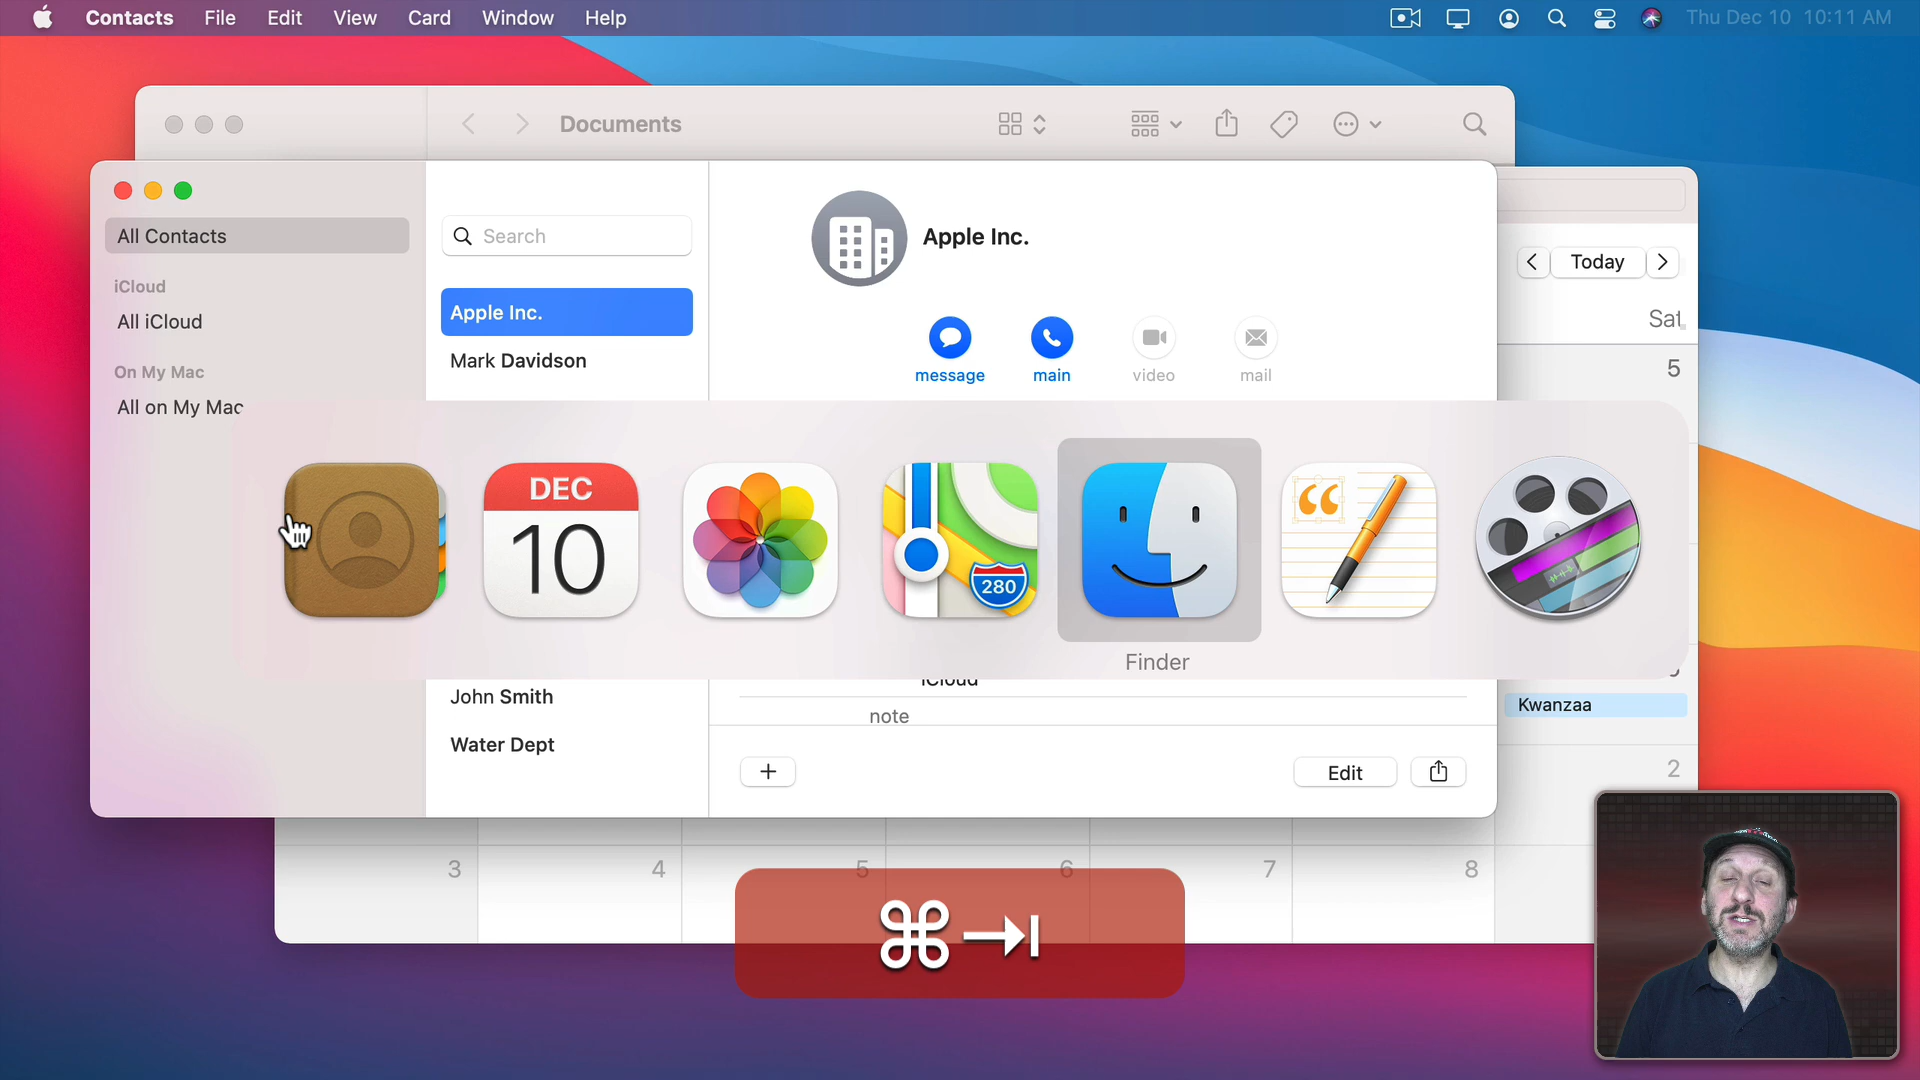 Contacts File Edit View Card Window Help Thu Dec 10 10:11 AM
Documents
All Contacts
Search
Apple Inc.
iCloud
Today
Apple Inc.
All iCloud
Sat
Mark Davidson
On My Mac
message main video mail
5
All on My Mac
DEC
10
280
“
Finder
iCloud
John Smith
Kwanzaa
note
Water Dept
Edit
2
3 4 5 6 7 8
⌘⇥